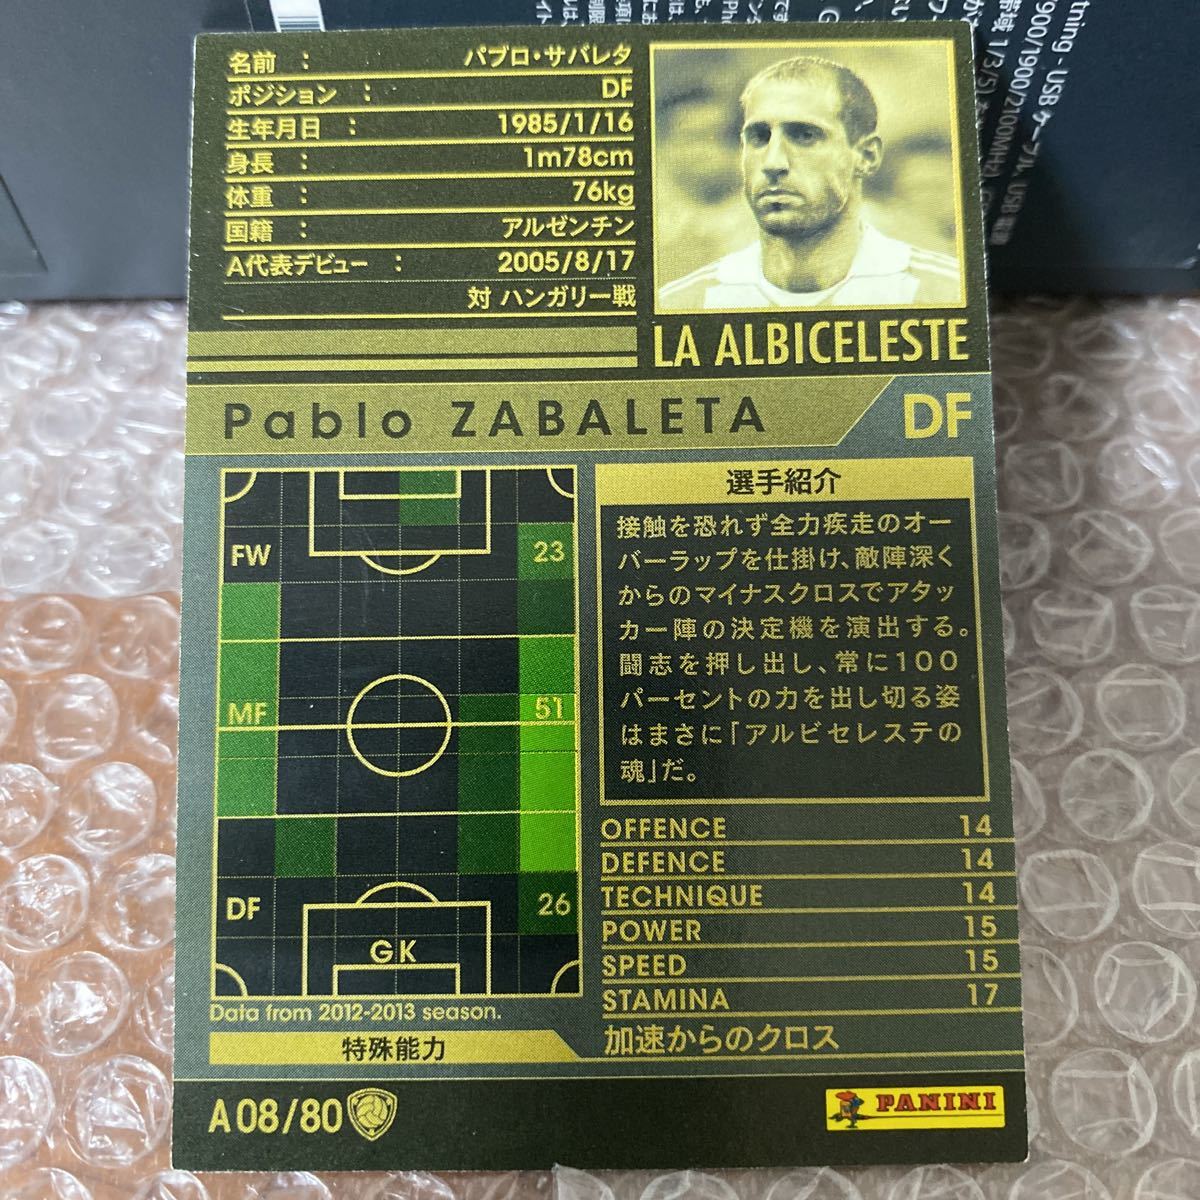 名前 : パブロ・サバレタ
ポジション : DF
生年月日 : 1985/1/16
身長 : 1m78cm
体重 : 76kg
国籍 : アルゼンチン
A代表デビュー : 2005/8/17
対 ハンガリー戦
LA ALBICELESTE
Pablo ZABALETA
DF
FW
23
MF
51
DF
26
GK
Data from 2012-2013 season.
選手紹介
接触を恐れず全力疾走のオー
バーラップを仕掛け、敵陣深く
からのマイナスクロスでアタッ
カー陣の決定機を演出する。
闘志を押し出し、常に100
パーセントの力を出し切る姿
はまさに「アルビセレステの
魂」だ。
OFFENCE 14
DEFENCE 14
TECHNIQUE 14
POWER 15
SPEED 15
STAMINA 17
特殊能力
加速からのクロス
A08/80
PANINI